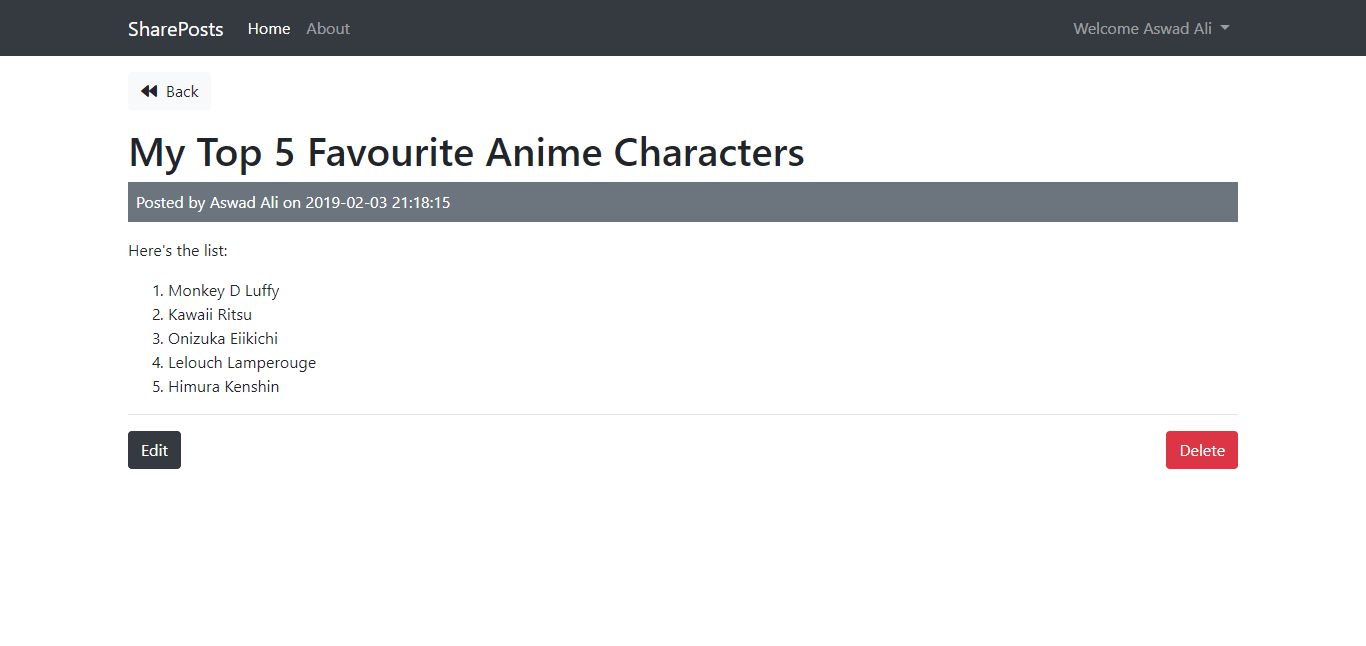 SharePosts Home About Welcome Aswad Ali
Back
My Top 5 Favourite Anime Characters
Posted by Aswad Ali on 2019-02-03 21:18:15
Here's the list:
1. Monkey D Luffy
2. Kawaii Ritsu
3. Onizuka Eiikichi
4. Lelouch Lamperouge
5. Himura Kenshin
Edit Delete